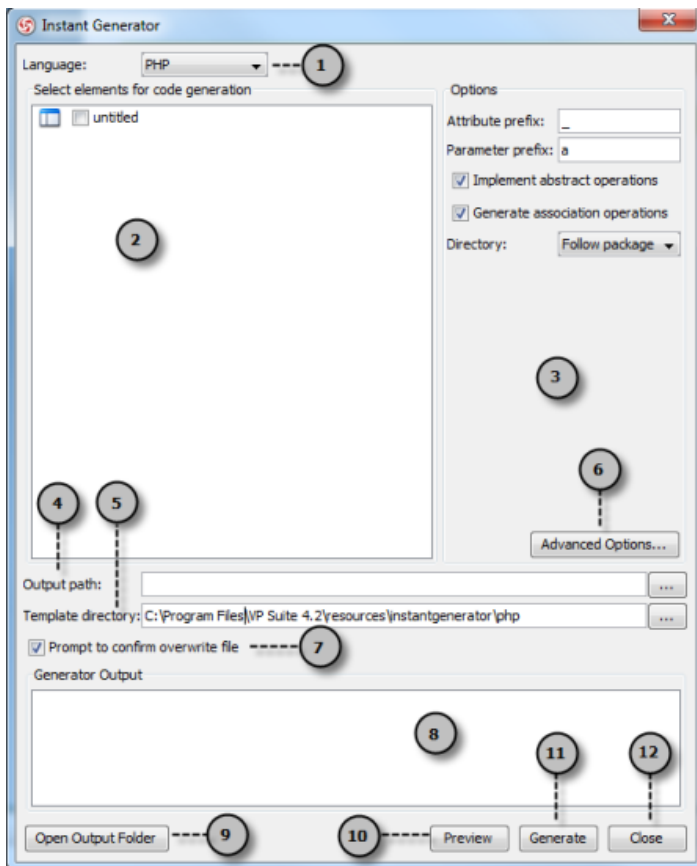 Instant Generator
Language: PHP 1
Select elements for code generation
untitled
2
Options
Attribute prefix: _
Parameter prefix: a
Implement abstract operations
Generate association operations
Directory: Follow package
3
4 5 6
Advanced Options...
Output path: ...
Template directory: C:\Program Files\VP Suite 4.2\resources\instantgenerator\php ...
Prompt to confirm overwrite file 7
Generator Output
8
11 12
Open Output Folder 9 10 Preview Generate Close